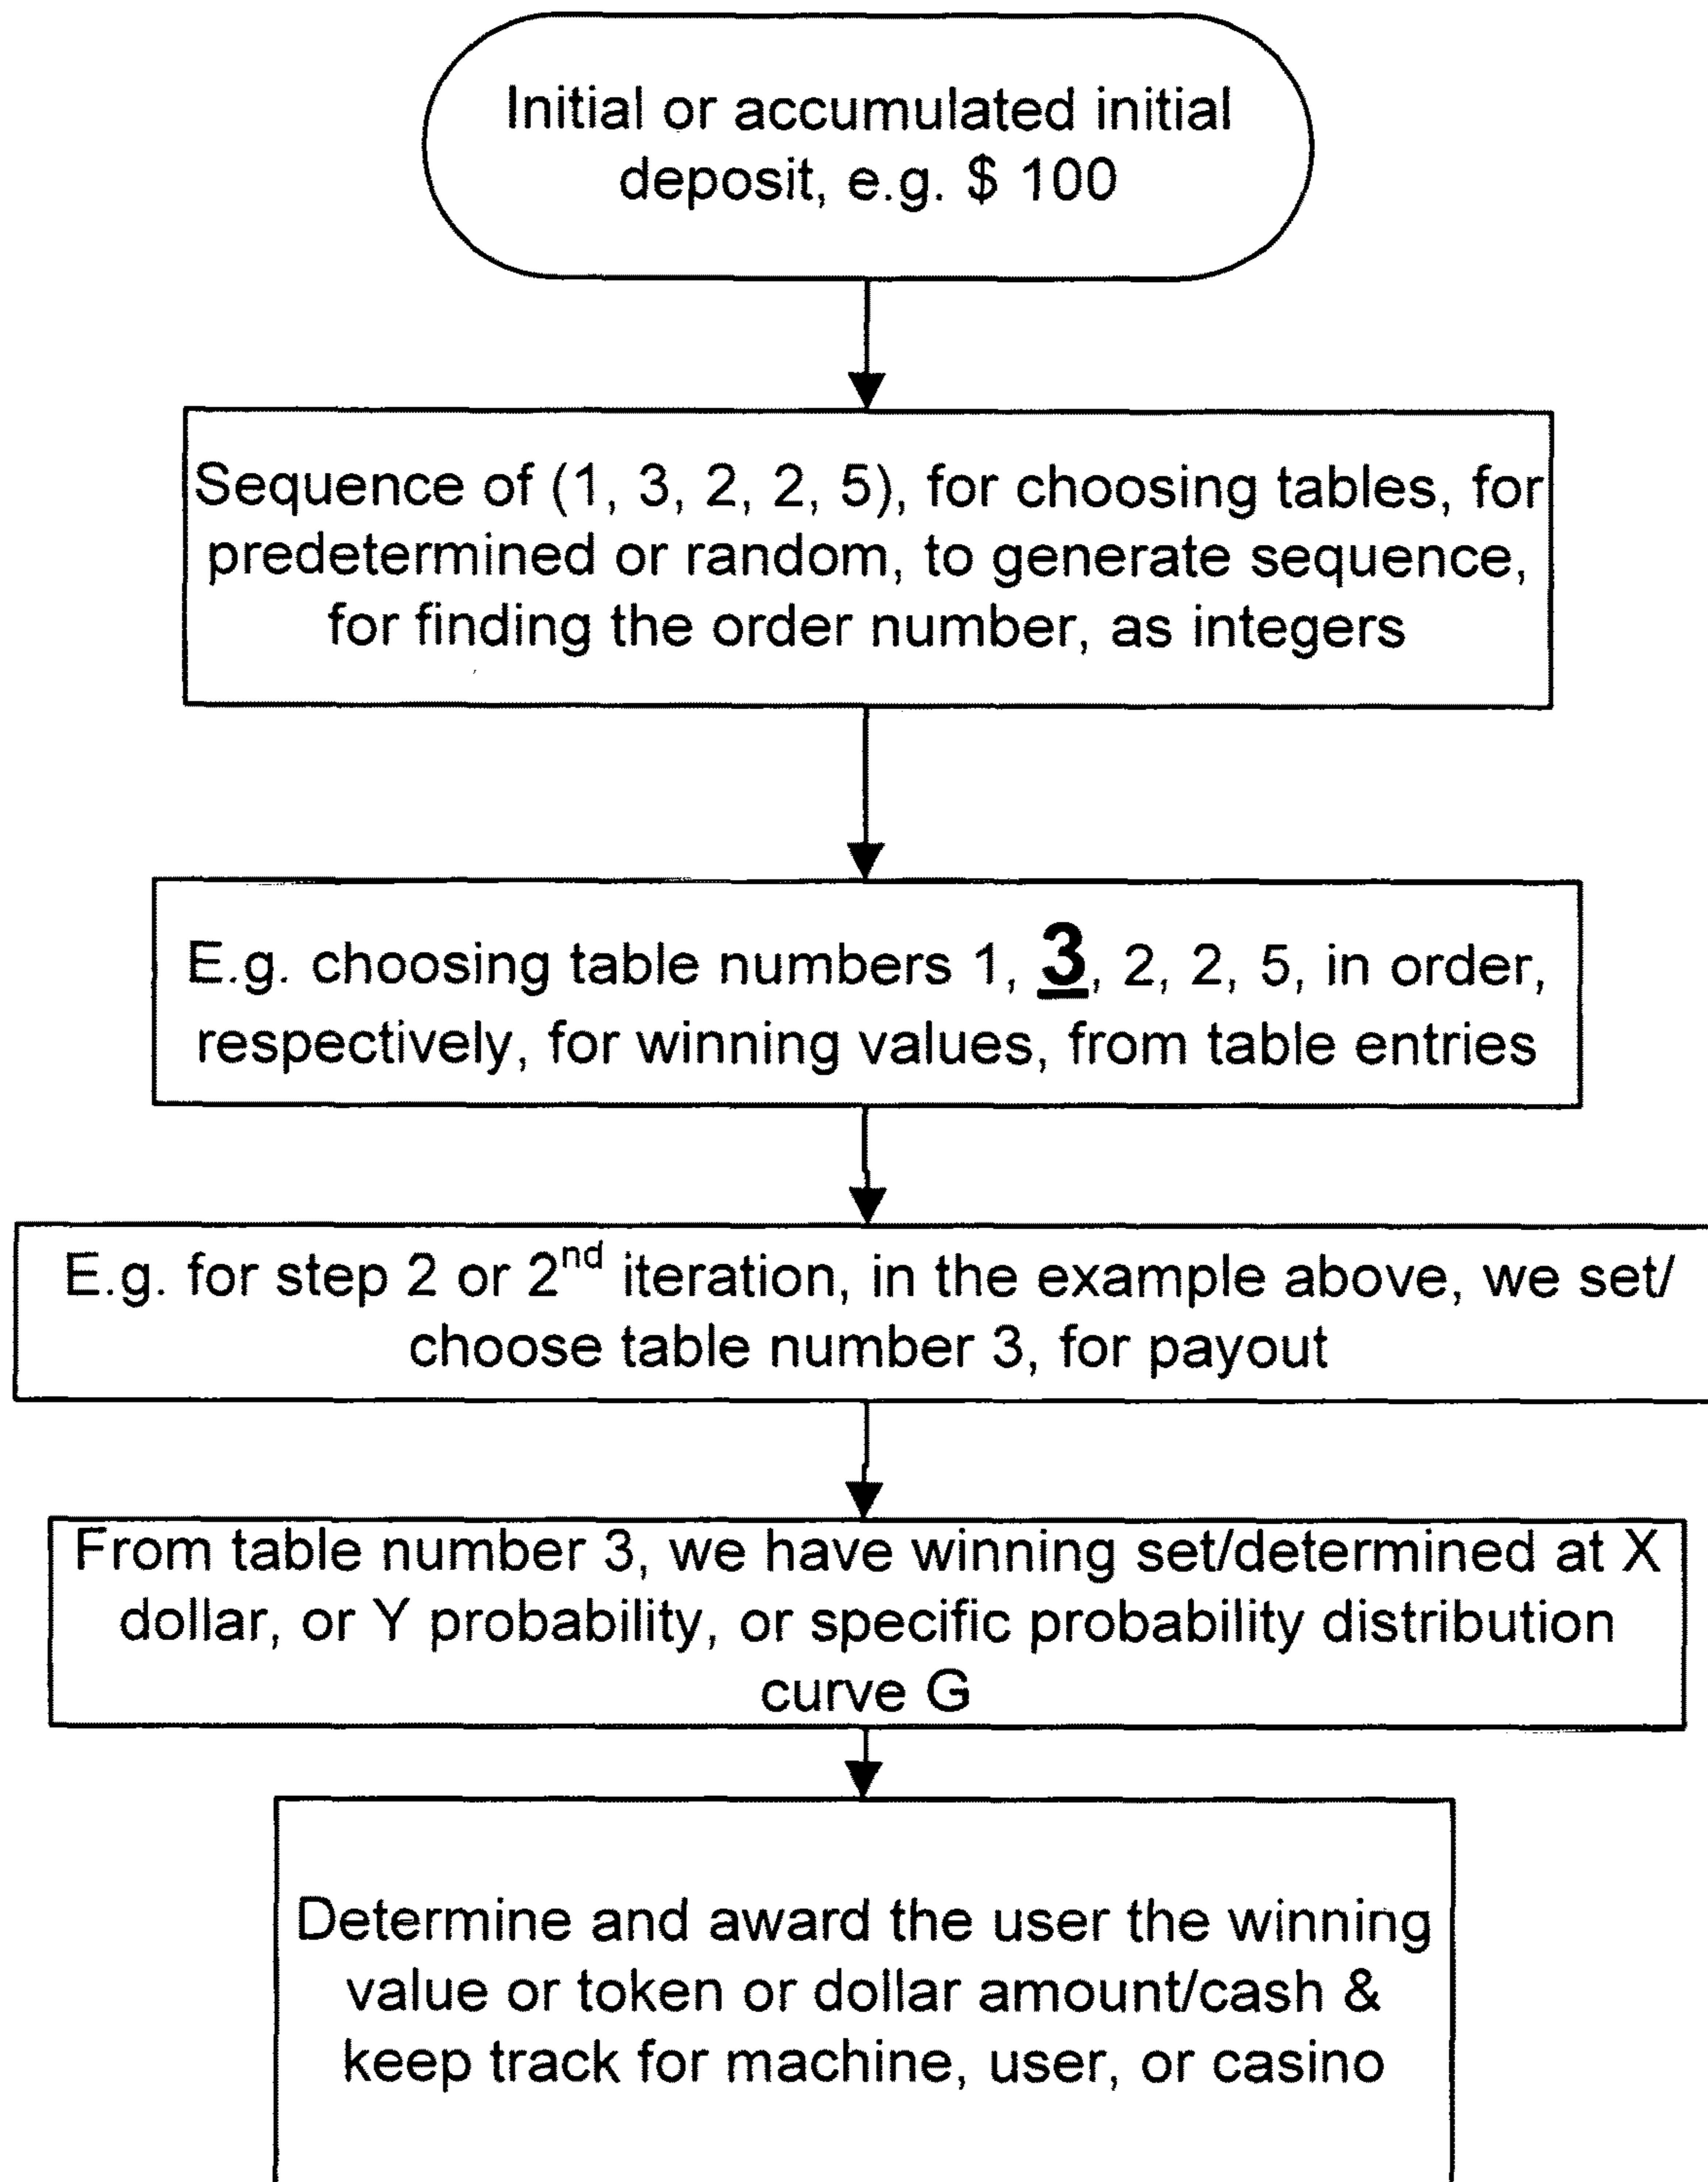 Initial or accumulated initial
deposit, e.g. $ 100
Sequence of (1, 3, 2, 2, 5), for choosing tables, for
predetermined or random, to generate sequence,
for finding the order number, as integers
E.g. choosing table numbers 1, 3, 2, 2, 5, in order,
respectively, for winning values, from table entries
E.g. for step 2 or 2nd iteration, in the example above, we set/
choose table number 3, for payout
From table number 3, we have winning set/determined at X
dollar, or Y probability, or specific probability distribution
curve G
Determine and award the user the winning
value or token or dollar amount/cash &
keep track for machine, user, or casino